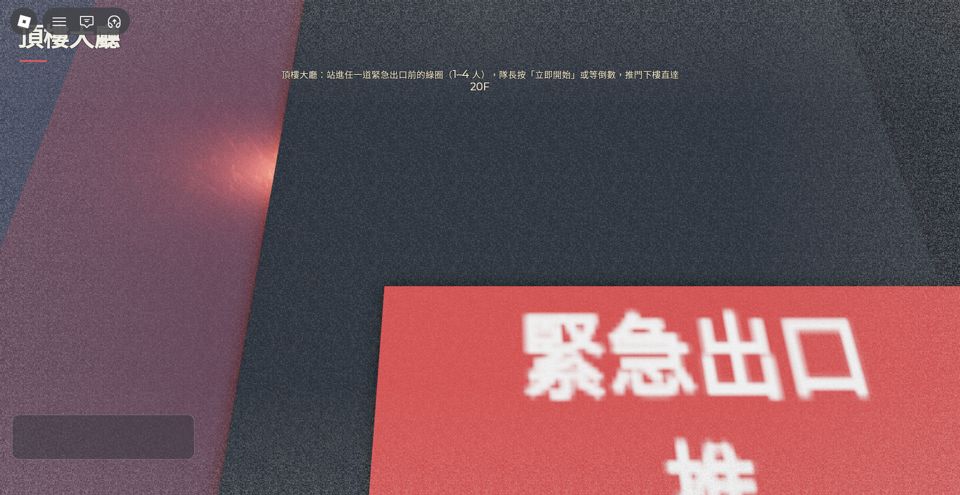 頂樓大廳
頂樓大廳：站進任一道緊急出口前的綠圈（1–4 人），隊長按「立即開始」或等倒數，推門下樓直達
20F
緊急出口
推